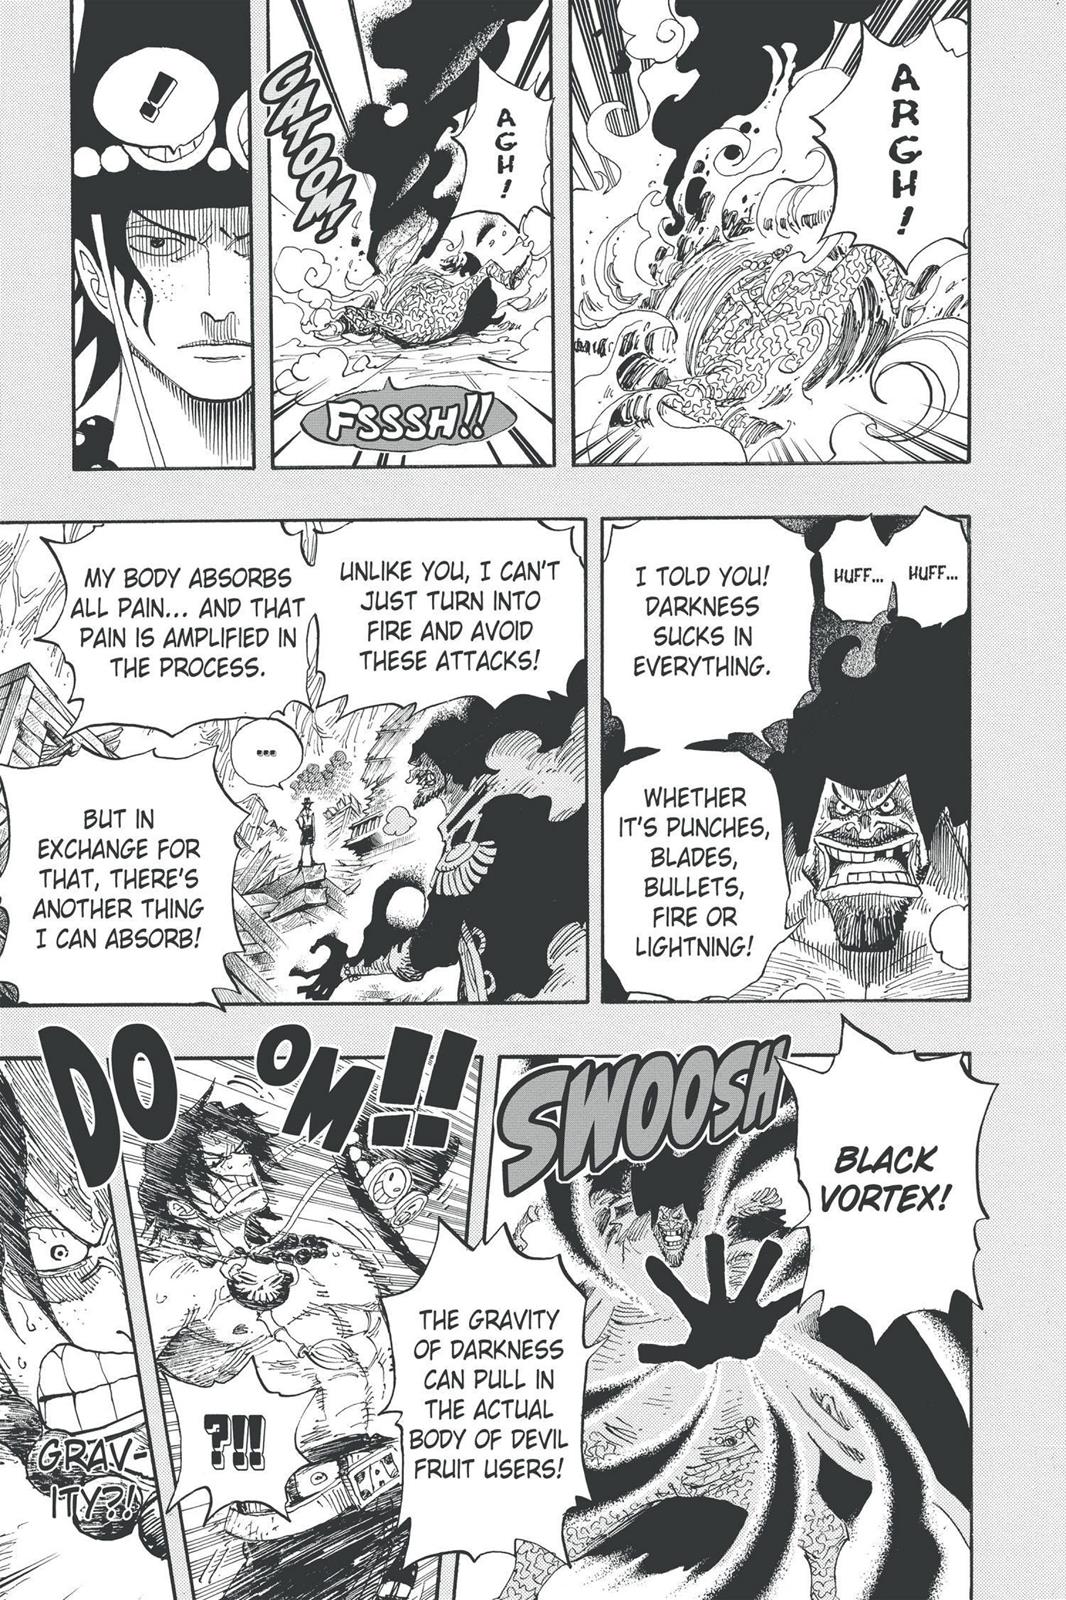 ARGH!
AGH!
GATOOM!
FSSSH!!
!
HUFF...
HUFF...
I TOLD YOU!
DARKNESS
SUCKS IN
EVERYTHING.
WHETHER
IT'S PUNCHES,
BLADES,
BULLETS,
FIRE OR
LIGHTNING!
UNLIKE YOU, I CAN'T
JUST TURN INTO
FIRE AND AVOID
THESE ATTACKS!
MY BODY ABSORBS
ALL PAIN... AND THAT
PAIN IS AMPLIFIED IN
THE PROCESS.
...
BUT IN
EXCHANGE FOR
THAT, THERE'S
ANOTHER THING
I CAN ABSORB!
BLACK
VORTEX!
SWOOSH
THE GRAVITY
OF DARKNESS
CAN PULL IN
THE ACTUAL
BODY OF DEVIL
FRUIT USERS!
DOOM!!
?!!
GRAV-
ITY?!